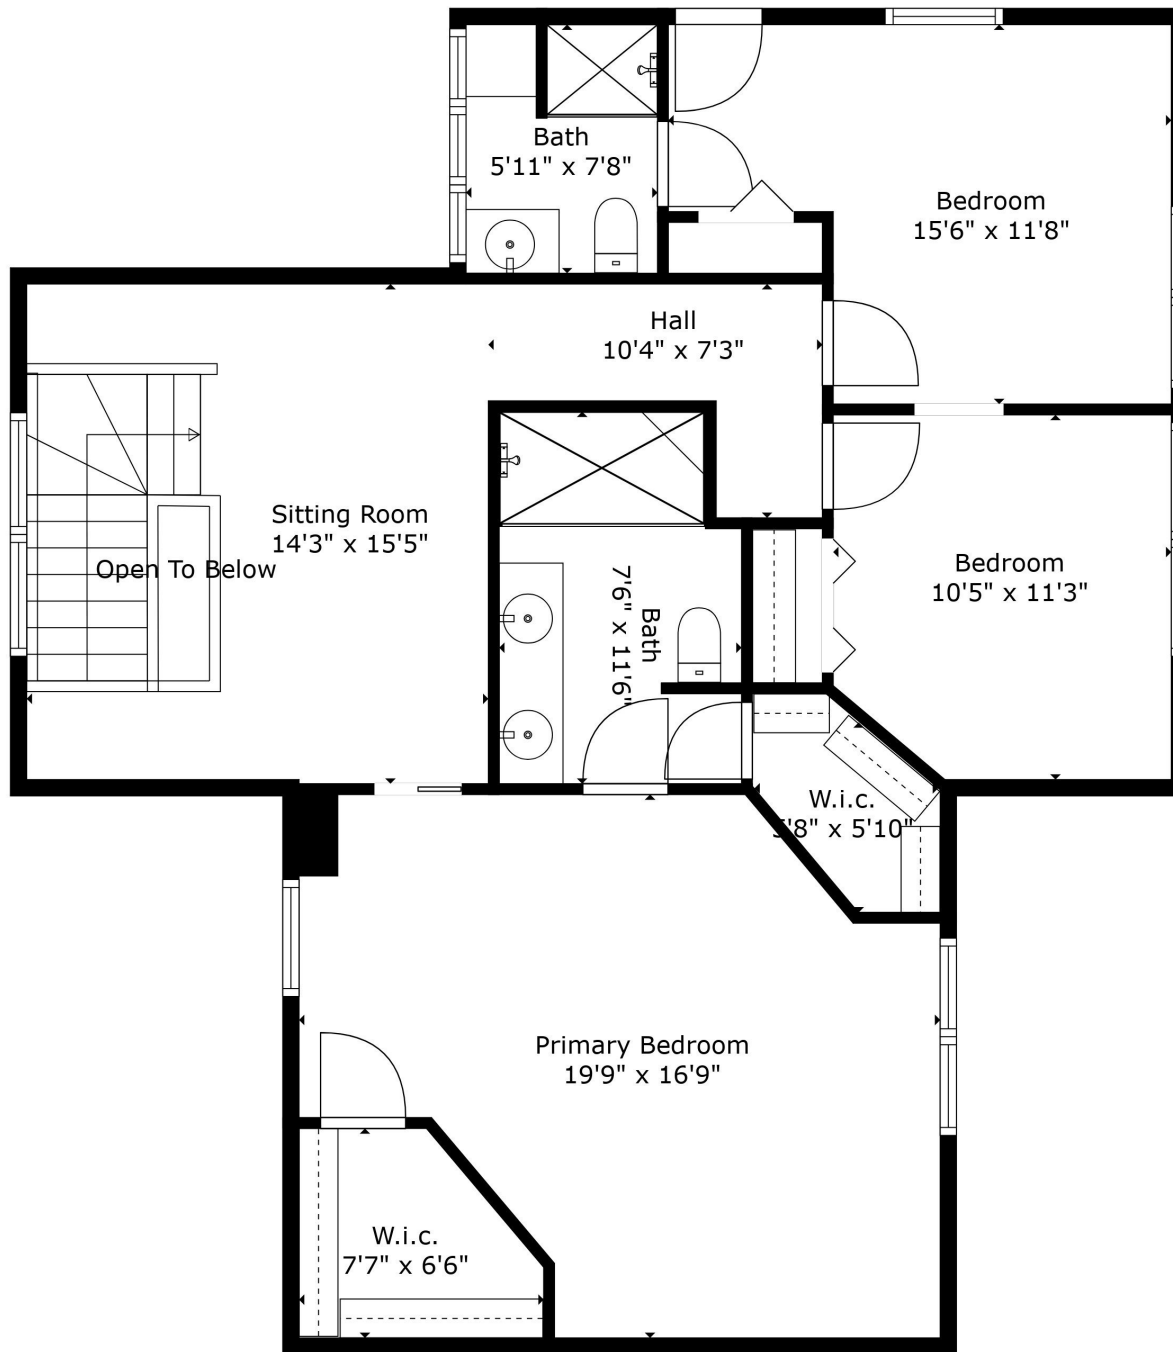 Bath
5'11" x 7'8"
Bedroom
15'6" x 11'8"
Hall
10'4" x 7'3"
Sitting Room
14'3" x 15'5"
Open To Below
Bath
7'6" x 11'6"
Bedroom
10'5" x 11'3"
W.i.c.
5'8" x 5'10"
Primary Bedroom
19'9" x 16'9"
W.i.c.
7'7" x 6'6"